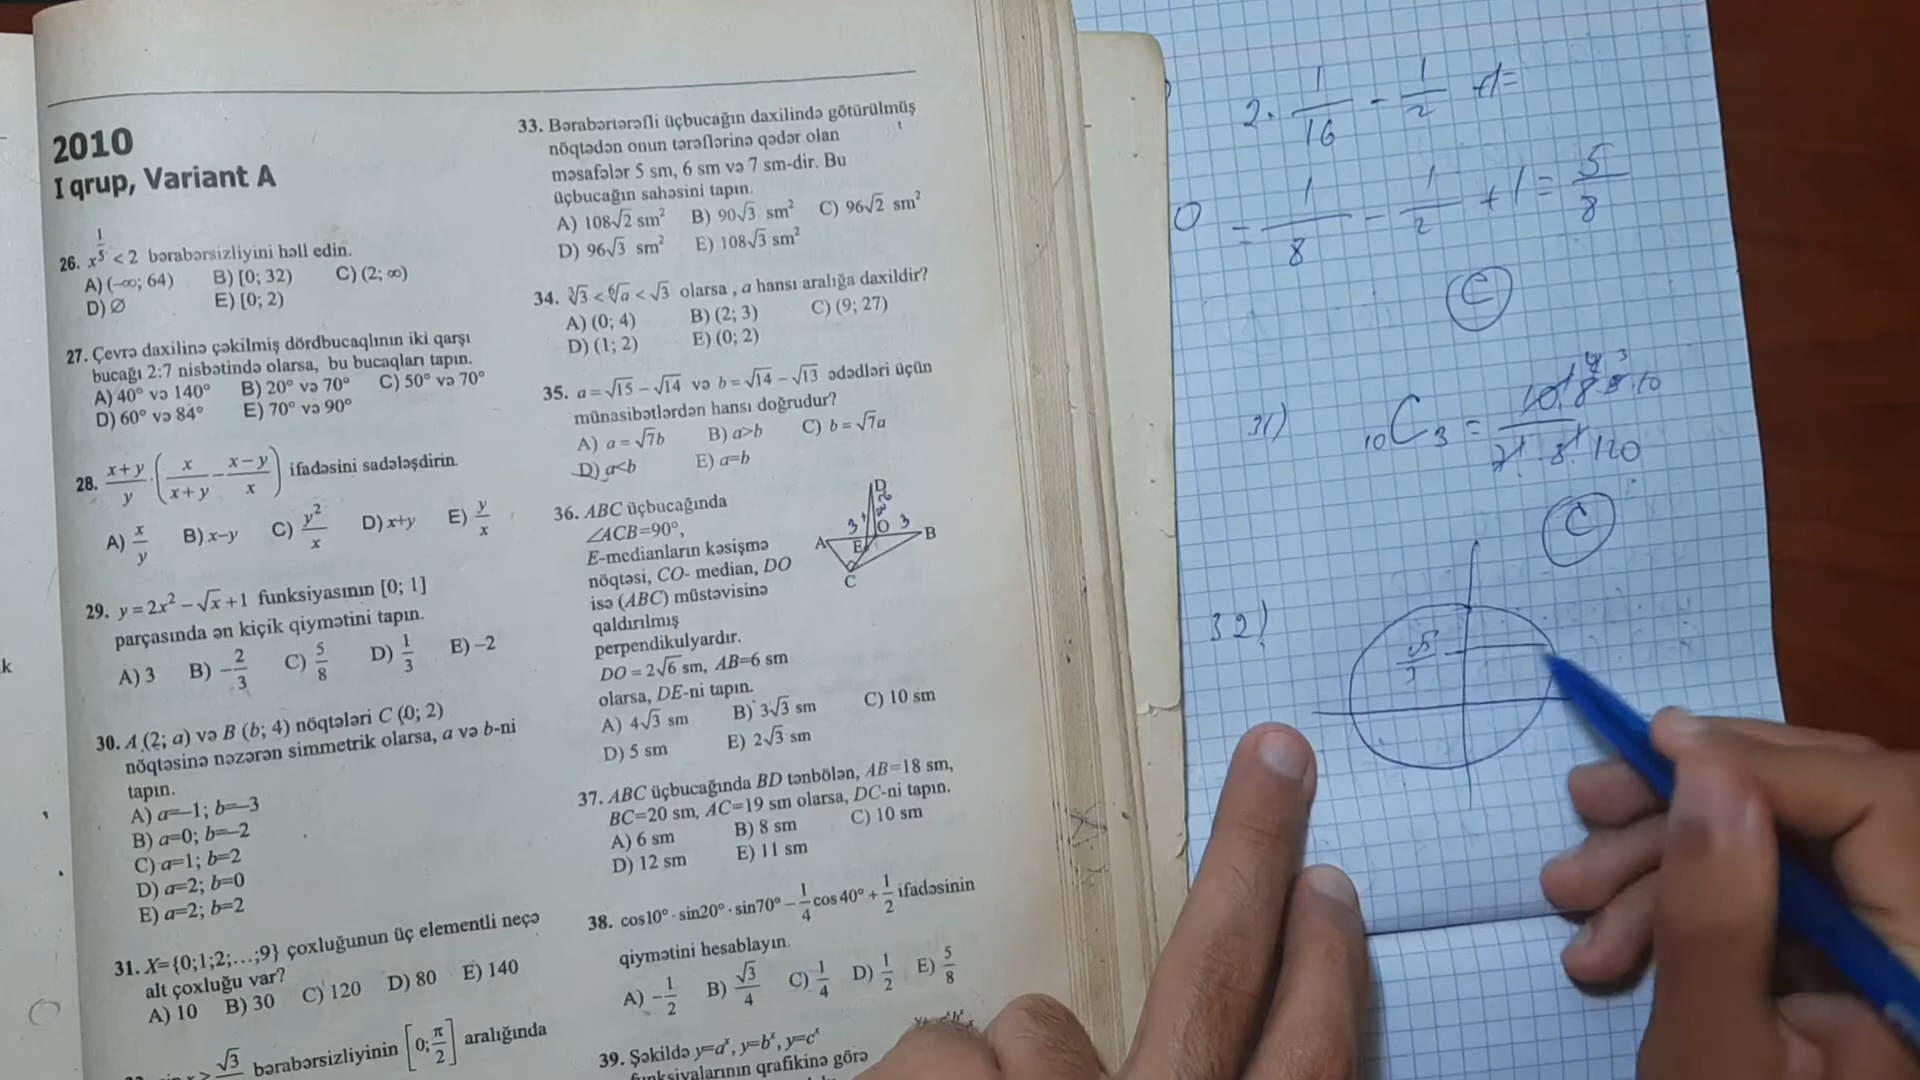 2010
I qrup, Variant A
26. x^{1/5} < 2 bərabərsizliyini həll edin.
A) (−∞; 64) B) [0; 32) C) (2; ∞)
D) ∅ E) [0; 2)
27. Çevrə daxilinə çəkilmiş dördbucaqlının iki qarşı
bucağı 2:7 nisbətində olarsa, bu bucaqları tapın.
A) 40° və 140° B) 20° və 70° C) 50° və 70°
D) 60° və 84° E) 70° və 90°
28. (x+y)/y · (x/(x+y) − (x−y)/x) ifadəsini sadələşdirin.
A) x/y B) x−y C) y²/x D) x+y E) y/x
29. y = 2x² − √x + 1 funksiyasının [0; 1]
parçasında ən kiçik qiymətini tapın.
A) 3 B) −2/3 C) 5/8 D) 1/3 E) −2
30. A (2; a) və B (b; 4) nöqtələri C (0; 2)
nöqtəsinə nəzərən simmetrik olarsa, a və b-ni
tapın.
A) a=−1; b=−3
B) a=0; b=−2
C) a=1; b=2
D) a=2; b=0
E) a=2; b=2
31. X={0;1;2;…;9} çoxluğunun üç elementli neçə
alt çoxluğu var?
A) 10 B) 30 C) 120 D) 80 E) 140
√3 bərabərsizliyinin [0; π/2] aralığında
33. Bərabərtərəfli üçbucağın daxilində götürülmüş
nöqtədən onun tərəflərinə qədər olan
məsafələr 5 sm, 6 sm və 7 sm-dir. Bu
üçbucağın sahəsini tapın.
A) 108√2 sm² B) 90√3 sm² C) 96√2 sm²
D) 96√3 sm² E) 108√3 sm²
34. ∛3 < ⁶√a < √3 olarsa , a hansı aralığa daxildir?
A) (0; 4) B) (2; 3) C) (9; 27)
D) (1; 2) E) (0; 2)
35. a = √15 − √14 və b = √14 − √13 ədədləri üçün
münasibətlərdən hansı doğrudur?
A) a = √7b B) a>b C) b = √7a
D) a<b E) a=b
36. ABC üçbucağında
∠ACB=90°,
E-medianların kəsişmə
nöqtəsi, CO- median, DO
isə (ABC) müstəvisinə
qaldırılmış
perpendikulyardır.
DO = 2√6 sm, AB=6 sm
olarsa, DE-ni tapın.
A) 4√3 sm B) 3√3 sm C) 10 sm
D) 5 sm E) 2√3 sm
D
3 O 3
A E B
C
37. ABC üçbucağında BD tənbölən, AB=18 sm,
BC=20 sm, AC=19 sm olarsa, DC-ni tapın.
A) 6 sm B) 8 sm C) 10 sm
D) 12 sm E) 11 sm
38. cos10° · sin20° · sin70° − 1/4 cos40° + 1/2 ifadəsinin
qiymətini hesablayın.
A) −1/2 B) √3/4 C) 1/4 D) 1/2 E) 5/8
39. Şəkildə y=aˣ, y=bˣ, y=cˣ
funksiyalarının qrafikinə görə
2 · 1/16 − 1/2 +1=
0 = 1/8 − 1/2 + 1 = 5/8
C
31) ₁₀C₃ =
120
C
32)